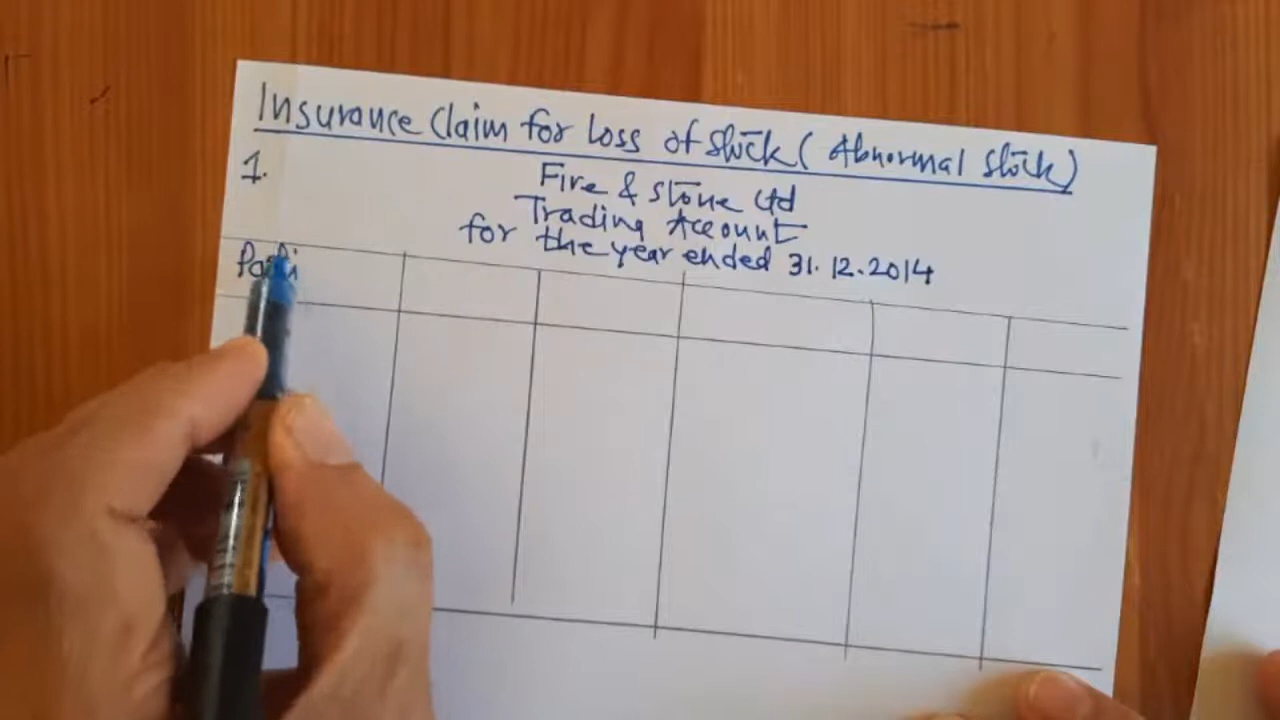 Insurance Claim for Loss of Stock ( Abnormal Stock)
1.
Fire & Stone Ltd
Trading Account
for the year ended 31.12.2014
Parti